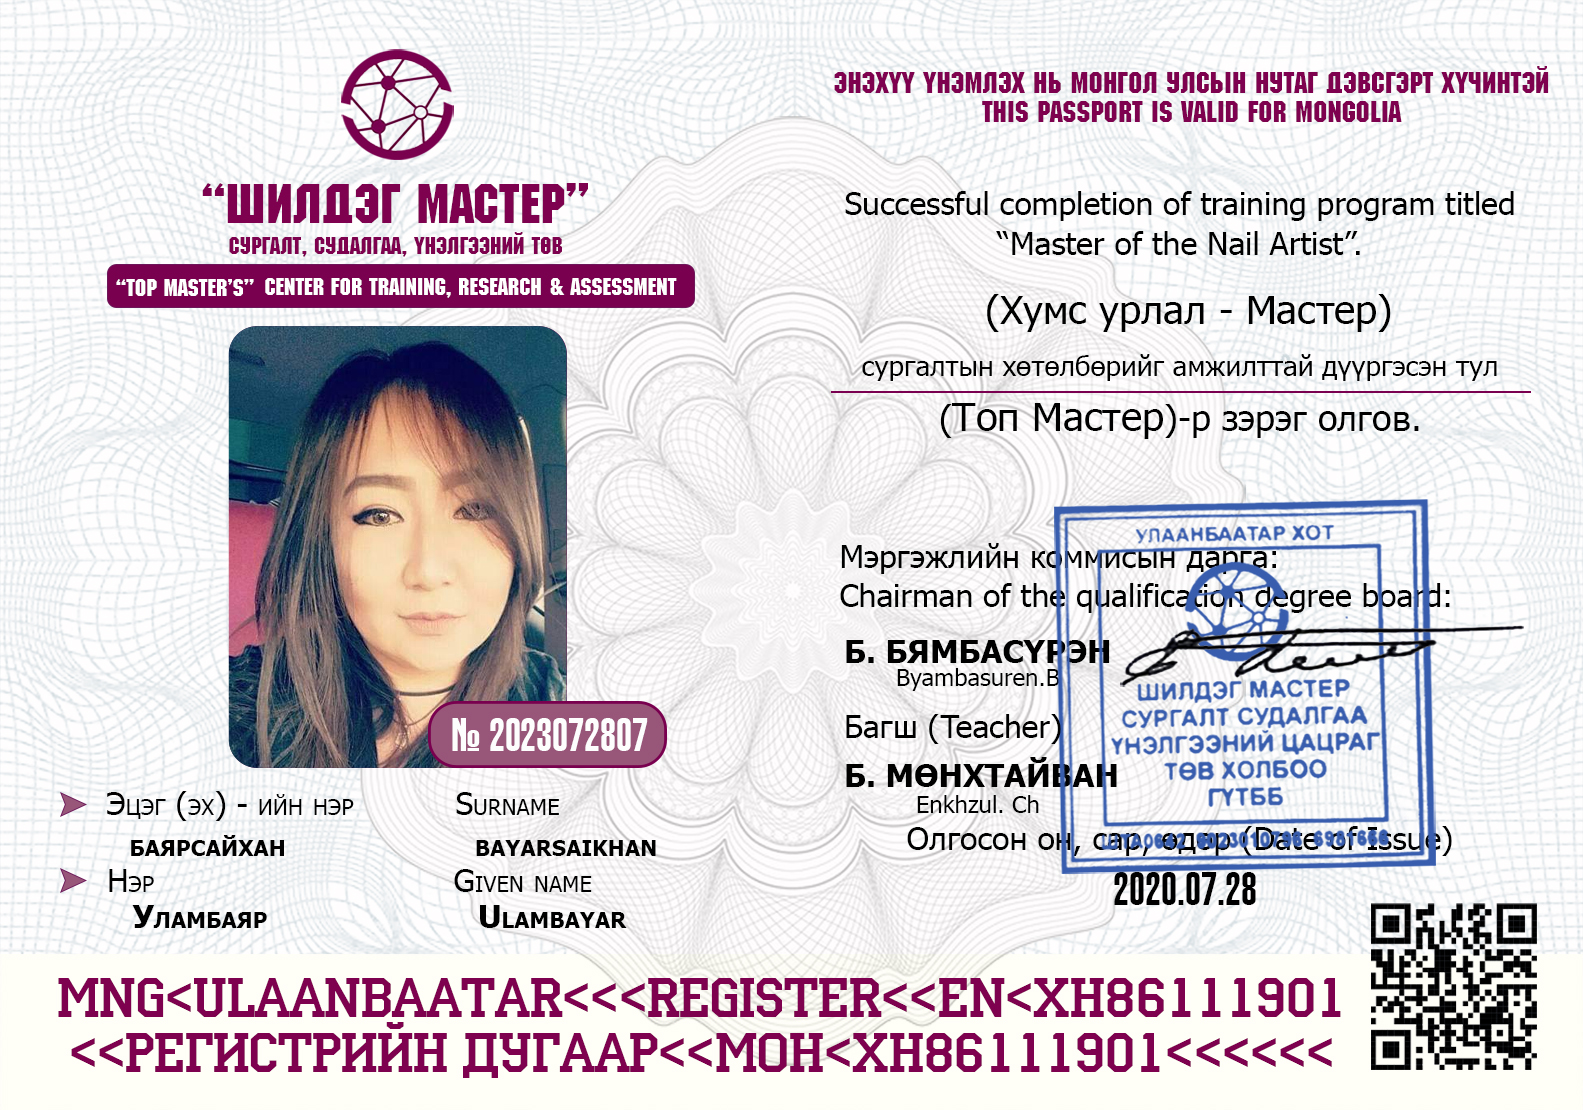 “ШИЛДЭГ МАСТЕР”
СУРГАЛТ, СУДАЛГАА, ҮНЭЛГЭЭНИЙ ТӨВ
“TOP MASTER’S” CENTER FOR TRAINING, RESEARCH & ASSESSMENT
№ 2023072807
Эцэг (эх) - ийн нэр
Surname
БАЯРСАЙХАН
BAYARSAIKHAN
Нэр
Given name
Уламбаяр
Ulambayar
ЭНЭХҮҮ ҮНЭМЛЭХ НЬ МОНГОЛ УЛСЫН НУТАГ ДЭВСГЭРТ ХҮЧИНТЭЙ
THIS PASSPORT IS VALID FOR MONGOLIA
Successful completion of training program titled
“Master of the Nail Artist”.
(Хумс урлал - Мастер)
сургалтын хөтөлбөрийг амжилттай дүүргэсэн тул
(Топ Мастер)-р зэрэг олгов.
Мэргэжлийн коммисын дарга:
Chairman of the qualification degree board:
Б. БЯМБАСҮРЭН
Byambasuren.B
Багш (Teacher)
Б. МӨНХТАЙВАН
Enkhzul. Ch
Олгосон он, сар, өдөр (Date of Issue)
2020.07.28
УЛААНБААТАР ХОТ
ШИЛДЭГ МАСТЕР
СУРГАЛТ СУДАЛГАА
ҮНЭЛГЭЭНИЙ ЦАЦРАГ
ТӨВ ХОЛБОО
ГҮТББ
MNG<ULAANBAATAR<<<REGISTER<<EN<XH86111901
<<РЕГИСТРИЙН ДУГААР<<МОН<ХН86111901<<<<<<